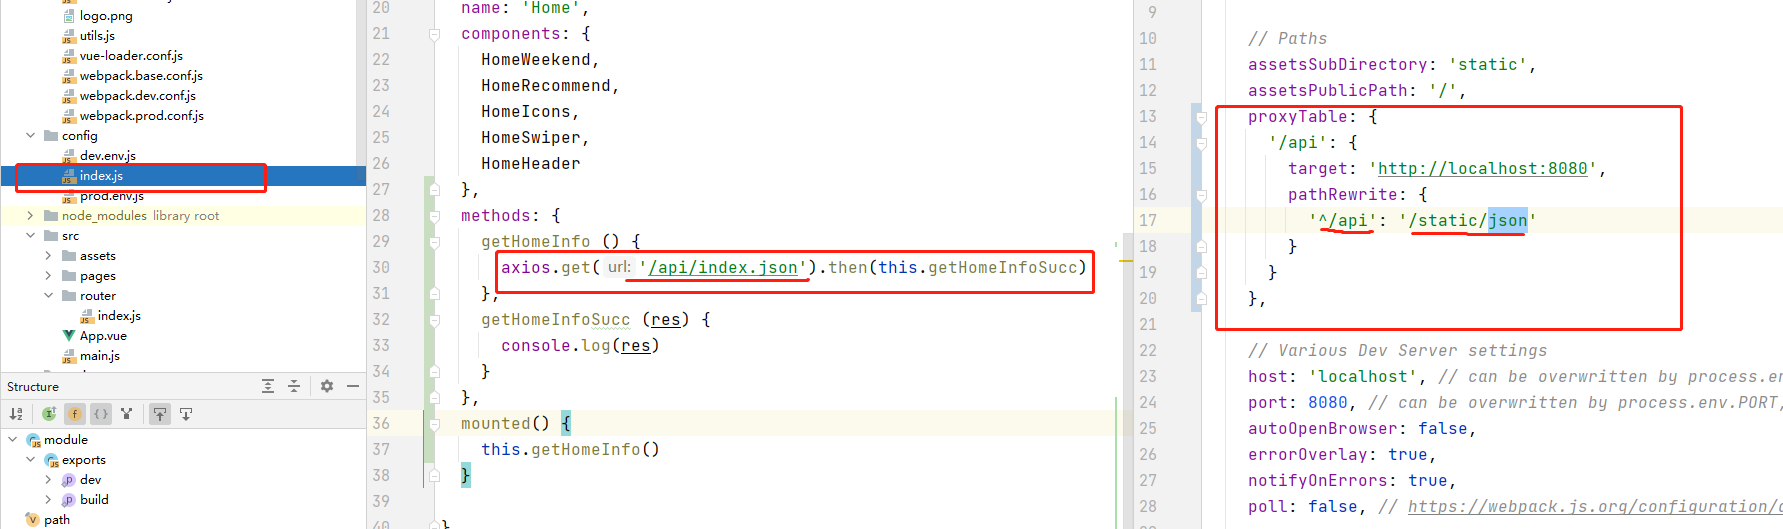 logo.png
utils.js
vue-loader.conf.js
webpack.base.conf.js
webpack.dev.conf.js
webpack.prod.conf.js
config
dev.env.js
index.js
prod.env.js
node_modules library root
src
assets
pages
router
index.js
App.vue
main.js
Structure
module
exports
dev
build
path
20 name: 'Home',
21 components: {
22 HomeWeekend,
23 HomeRecommend,
24 HomeIcons,
25 HomeSwiper,
26 HomeHeader
27 },
28 methods: {
29 getHomeInfo () {
30 axios.get( url: '/api/index.json').then(this.getHomeInfoSucc)
31 },
32 getHomeInfoSucc (res) {
33 console.log(res)
34 }
35 },
36 mounted() {
37 this.getHomeInfo()
38 }
39
9
10 // Paths
11 assetsSubDirectory: 'static',
12 assetsPublicPath: '/',
13 proxyTable: {
14 '/api': {
15 target: 'http://localhost:8080',
16 pathRewrite: {
17 '^/api': '/static/json'
18 }
19 }
20 },
21
22 // Various Dev Server settings
23 host: 'localhost', // can be overwritten by process.en
24 port: 8080, // can be overwritten by process.env.PORT,
25 autoOpenBrowser: false,
26 errorOverlay: true,
27 notifyOnErrors: true,
28 poll: false, // https://webpack.js.org/configuration/